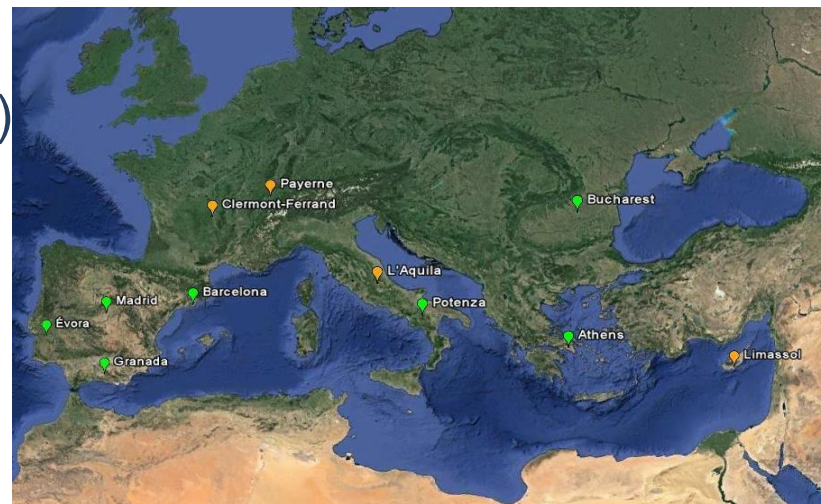 )
Payerne
Clermont-Ferrand
Bucharest
L'Aquila
Barcelona
Madrid
Potenza
Évora
Athens
Limassol
Granada